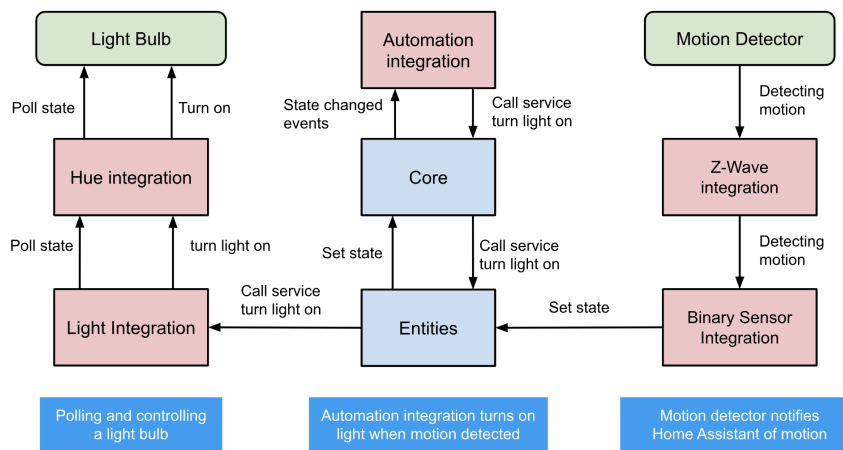 Light Bulb
Automation
integration
Motion Detector
Poll state
Turn on
State changed
events
Call service
turn light on
Detecting
motion
Hue integration
Core
Z-Wave
integration
Poll state
turn light on
Set state
Call service
turn light on
Detecting
motion
Call service
turn light on
Set state
Light Integration
Entities
Binary Sensor
Integration
Polling and controlling
a light bulb
Automation integration turns on
light when motion detected
Motion detector notifies
Home Assistant of motion